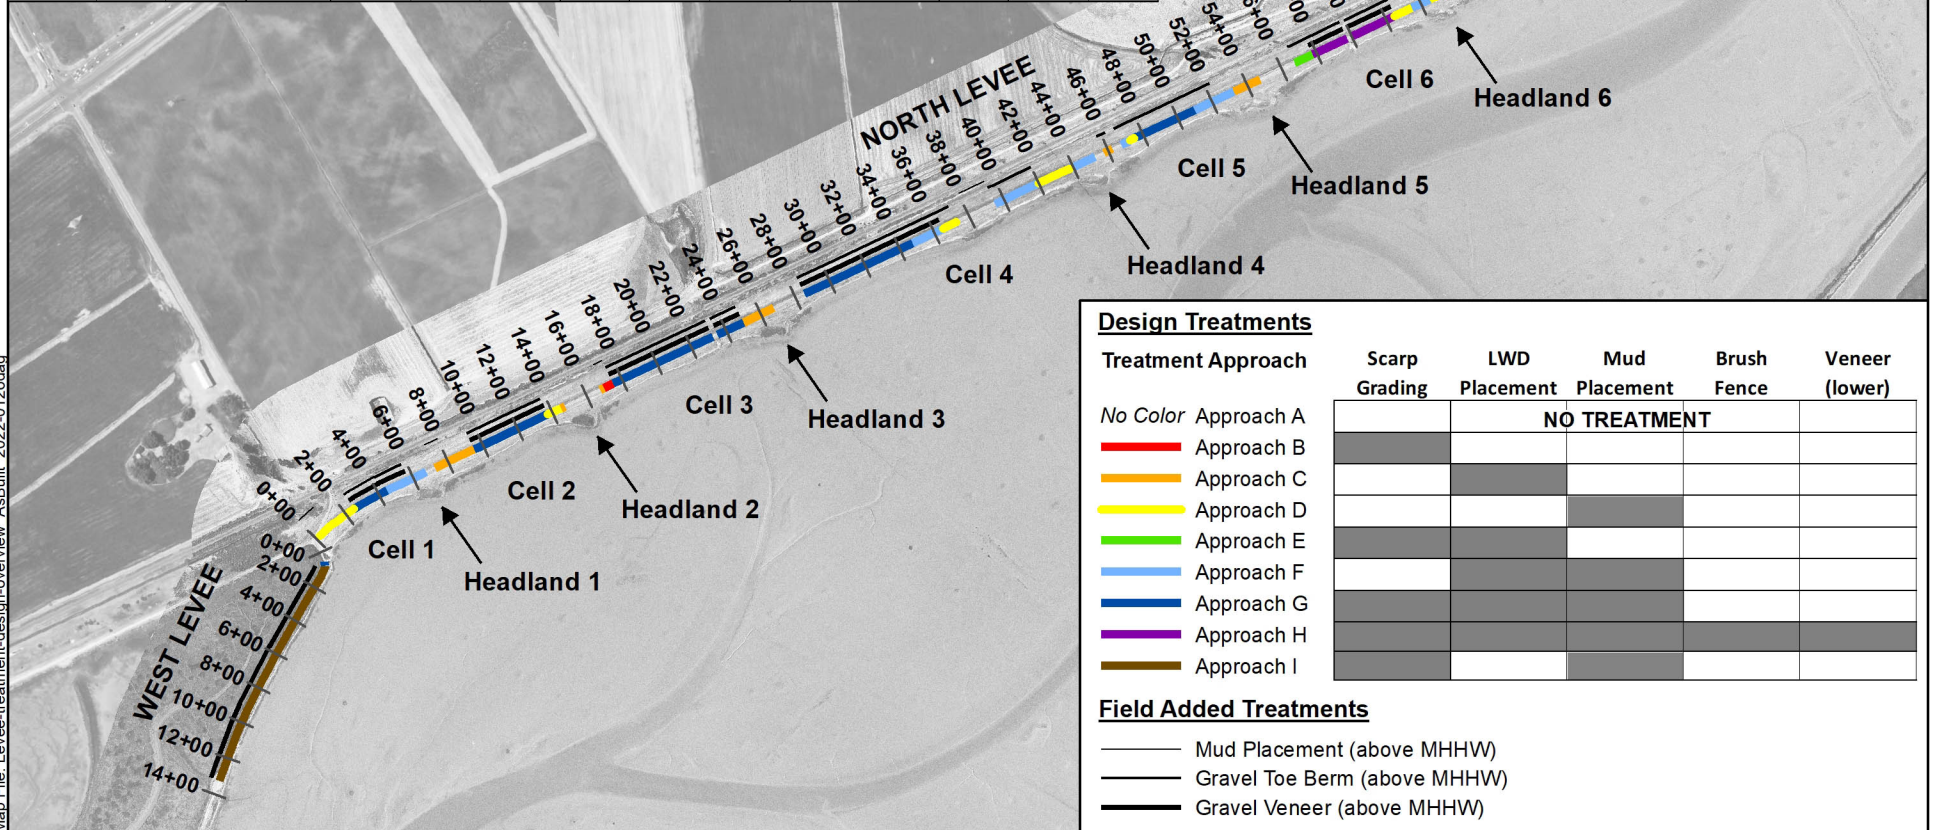 NORTH LEVEE
0+00
2+00
4+00
6+00
8+00
10+00
12+00
14+00
16+00
18+00
20+00
22+00
24+00
26+00
28+00
30+00
32+00
34+00
36+00
38+00
40+00
42+00
44+00
46+00
48+00
50+00
52+00
54+00
Cell 1
Cell 2
Cell 3
Cell 4
Cell 5
Cell 6
Headland 1
Headland 2
Headland 3
Headland 4
Headland 5
Headland 6
WEST LEVEE
0+00
2+00
4+00
6+00
8+00
10+00
12+00
14+00
Design Treatments
Treatment Approach Scarp Grading LWD Placement Mud Placement Brush Fence Veneer (lower)
No Color Approach A NO TREATMENT
Approach B
Approach C
Approach D
Approach E
Approach F
Approach G
Approach H
Approach I
Field Added Treatments
Mud Placement (above MHHW)
Gravel Toe Berm (above MHHW)
Gravel Veneer (above MHHW)